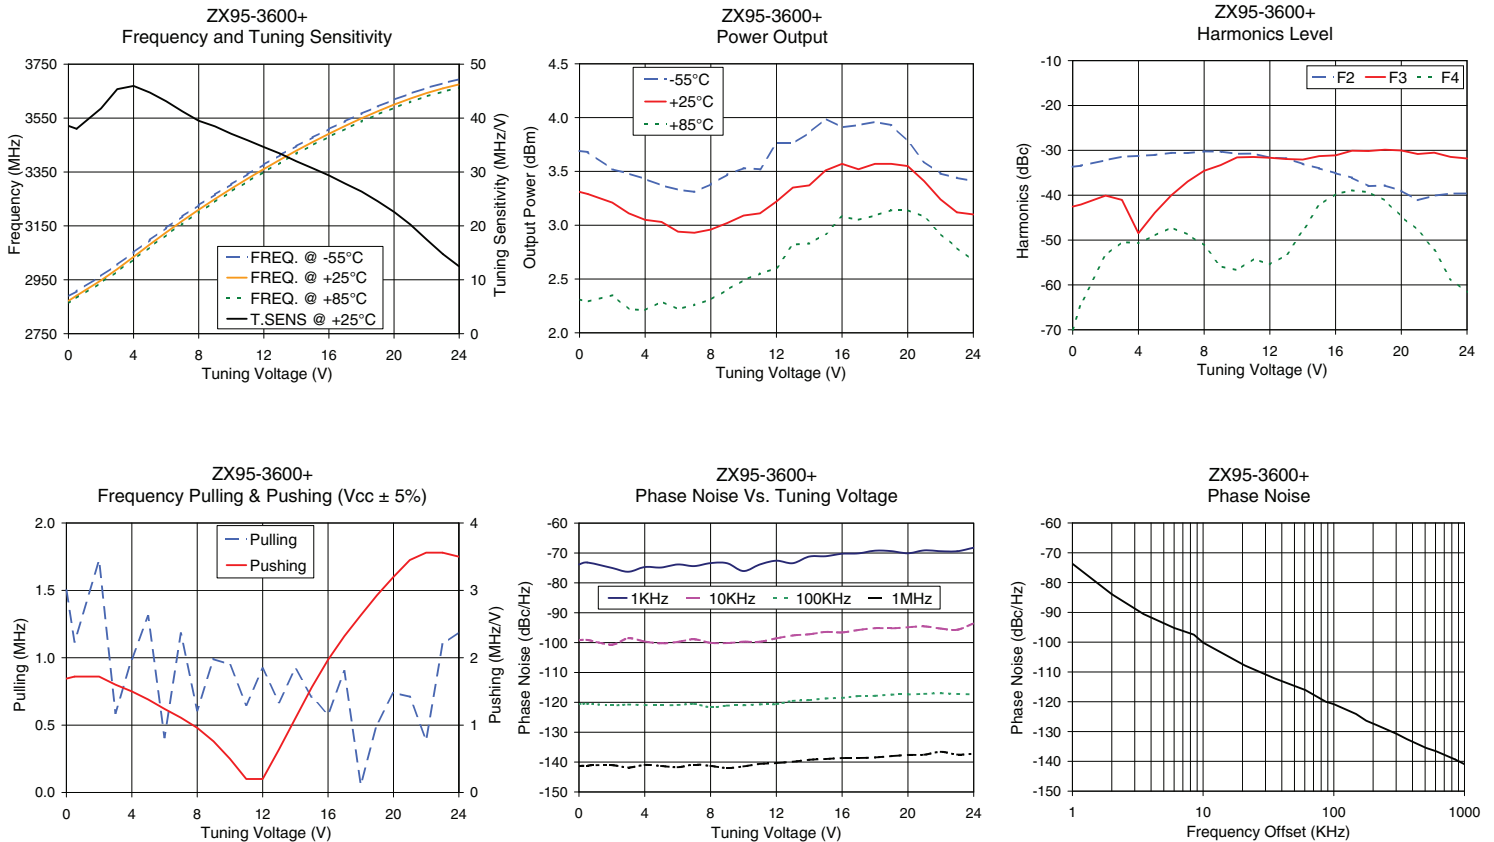 ZX95-3600+
Frequency and Tuning Sensitivity
3750
3550
3350
3150
2950
2750
Frequency (MHz)
50
40
30
20
10
0
Tuning Sensitivity (MHz/V)
FREQ. @ -55°C
FREQ. @ +25°C
FREQ. @ +85°C
T.SENS @ +25°C
0 4 8 12 16 20 24
Tuning Voltage (V)
ZX95-3600+
Power Output
4.5
4.0
3.5
3.0
2.5
2.0
Output Power (dBm)
-55°C
+25°C
+85°C
0 4 8 12 16 20 24
Tuning Voltage (V)
ZX95-3600+
Harmonics Level
-10
-20
-30
-40
-50
-60
-70
Harmonics (dBc)
F2 F3 F4
0 4 8 12 16 20 24
Tuning Voltage (V)
ZX95-3600+
Frequency Pulling & Pushing (Vcc ± 5%)
2.0
1.5
1.0
0.5
0.0
Pulling (MHz)
4
3
2
1
0
Pushing (MHz/V)
Pulling
Pushing
0 4 8 12 16 20 24
Tuning Voltage (V)
ZX95-3600+
Phase Noise Vs. Tuning Voltage
-60
-70
-80
-90
-100
-110
-120
-130
-140
-150
Phase Noise (dBc/Hz)
1KHz 10KHz 100KHz 1MHz
0 4 8 12 16 20 24
Tuning Voltage (V)
ZX95-3600+
Phase Noise
-60
-70
-80
-90
-100
-110
-120
-130
-140
-150
Phase Noise (dBc/Hz)
1 10 100 1000
Frequency Offset (KHz)